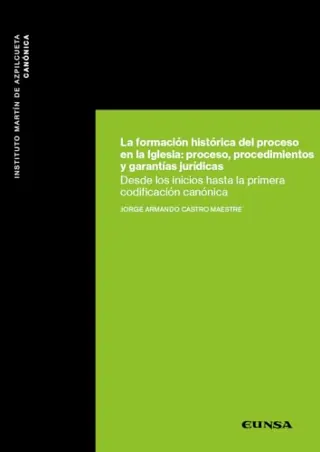 INSTITUTO MARTÍN DE AZPILCUETA
CANÓNICA
La formación histórica del proceso
en la Iglesia: proceso, procedimientos
y garantías jurídicas
Desde los inicios hasta la primera
codificación canónica
JORGE ARMANDO CASTRO MAESTRE
EUNSA